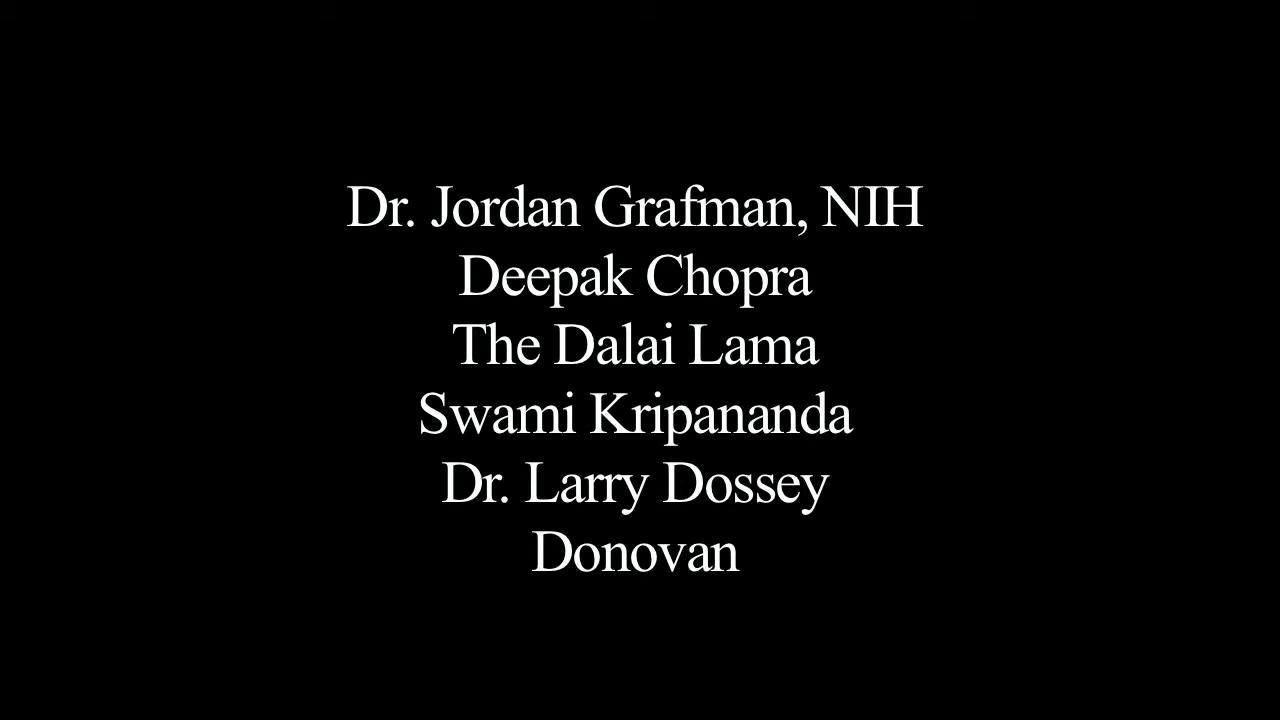 Dr. Jordan Grafman, NIH
Deepak Chopra
The Dalai Lama
Swami Kripananda
Dr. Larry Dossey
Donovan